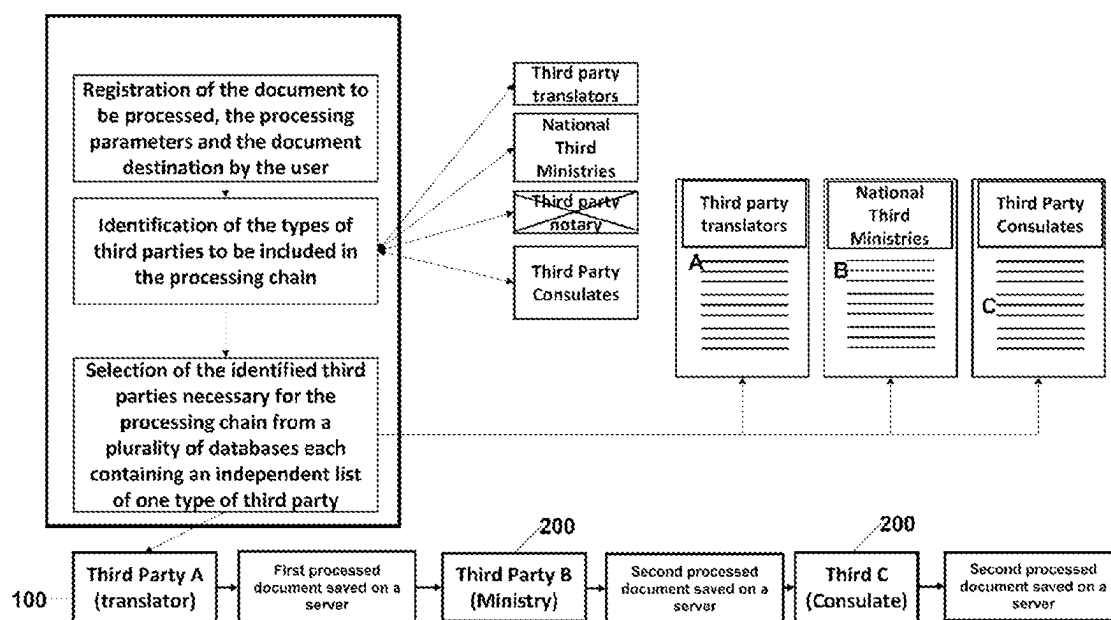 Registration of the document to
be processed, the processing
parameters and the document
destination by the user
Identification of the types of
third parties to be included in
the processing chain
Selection of the identified third
parties necessary for the
processing chain from a
plurality of databases each
containing an independent list
of one type of third party
Third party
translators
National
Third
Ministries
Third party
notary
Third Party
Consulates
Third party
translators
A
National
Third
Ministries
B
Third Party
Consulates
C
100
Third Party A
(translator)
First processed
document saved on a
server
200
Third Party B
(Ministry)
Second processed
document saved on a
server
200
Third C
(Consulate)
Second processed
document saved on a
server